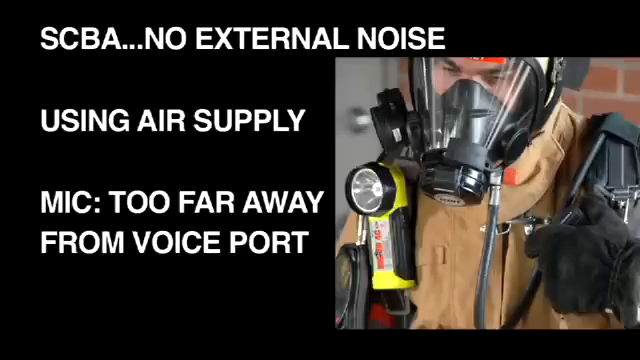 SCBA...NO EXTERNAL NOISE
USING AIR SUPPLY
MIC: TOO FAR AWAY
FROM VOICE PORT